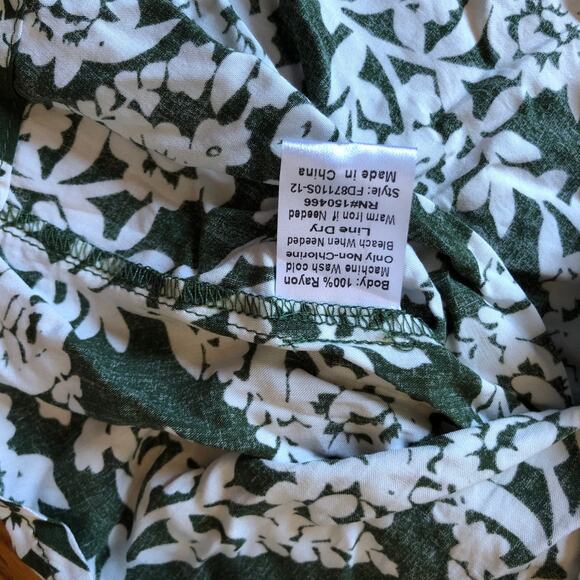 Body: 100% Rayon
Machine Wash cold
Only Non-Chlorine
Bleach When Needed
Line Dry
Warm Iron if Needed
RN#150466
Style: FD871105-12
Made in China